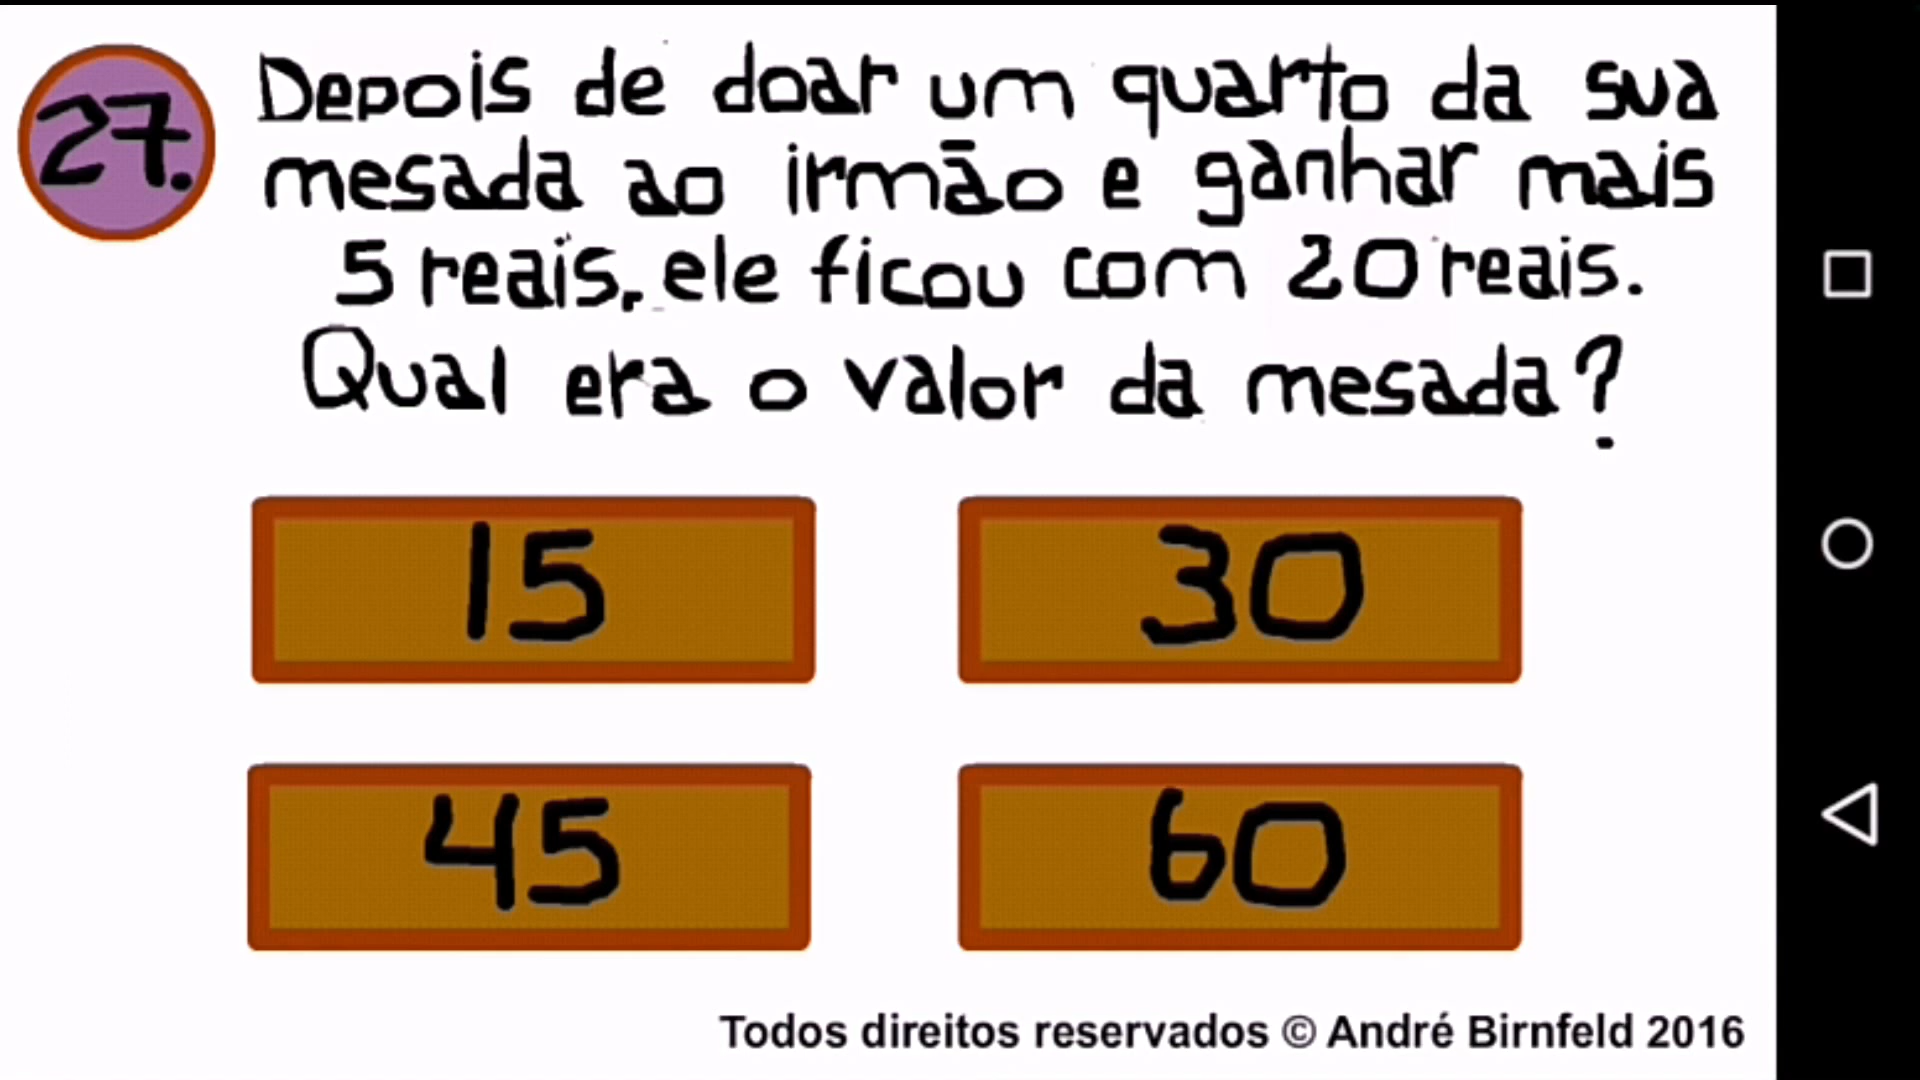 27.
Depois de doar um quarto da sua
mesada ao irmão e ganhar mais
5 reais, ele ficou com 20 reais.
Qual era o valor da mesada?
15
30
45
60
Todos direitos reservados © André Birnfeld 2016